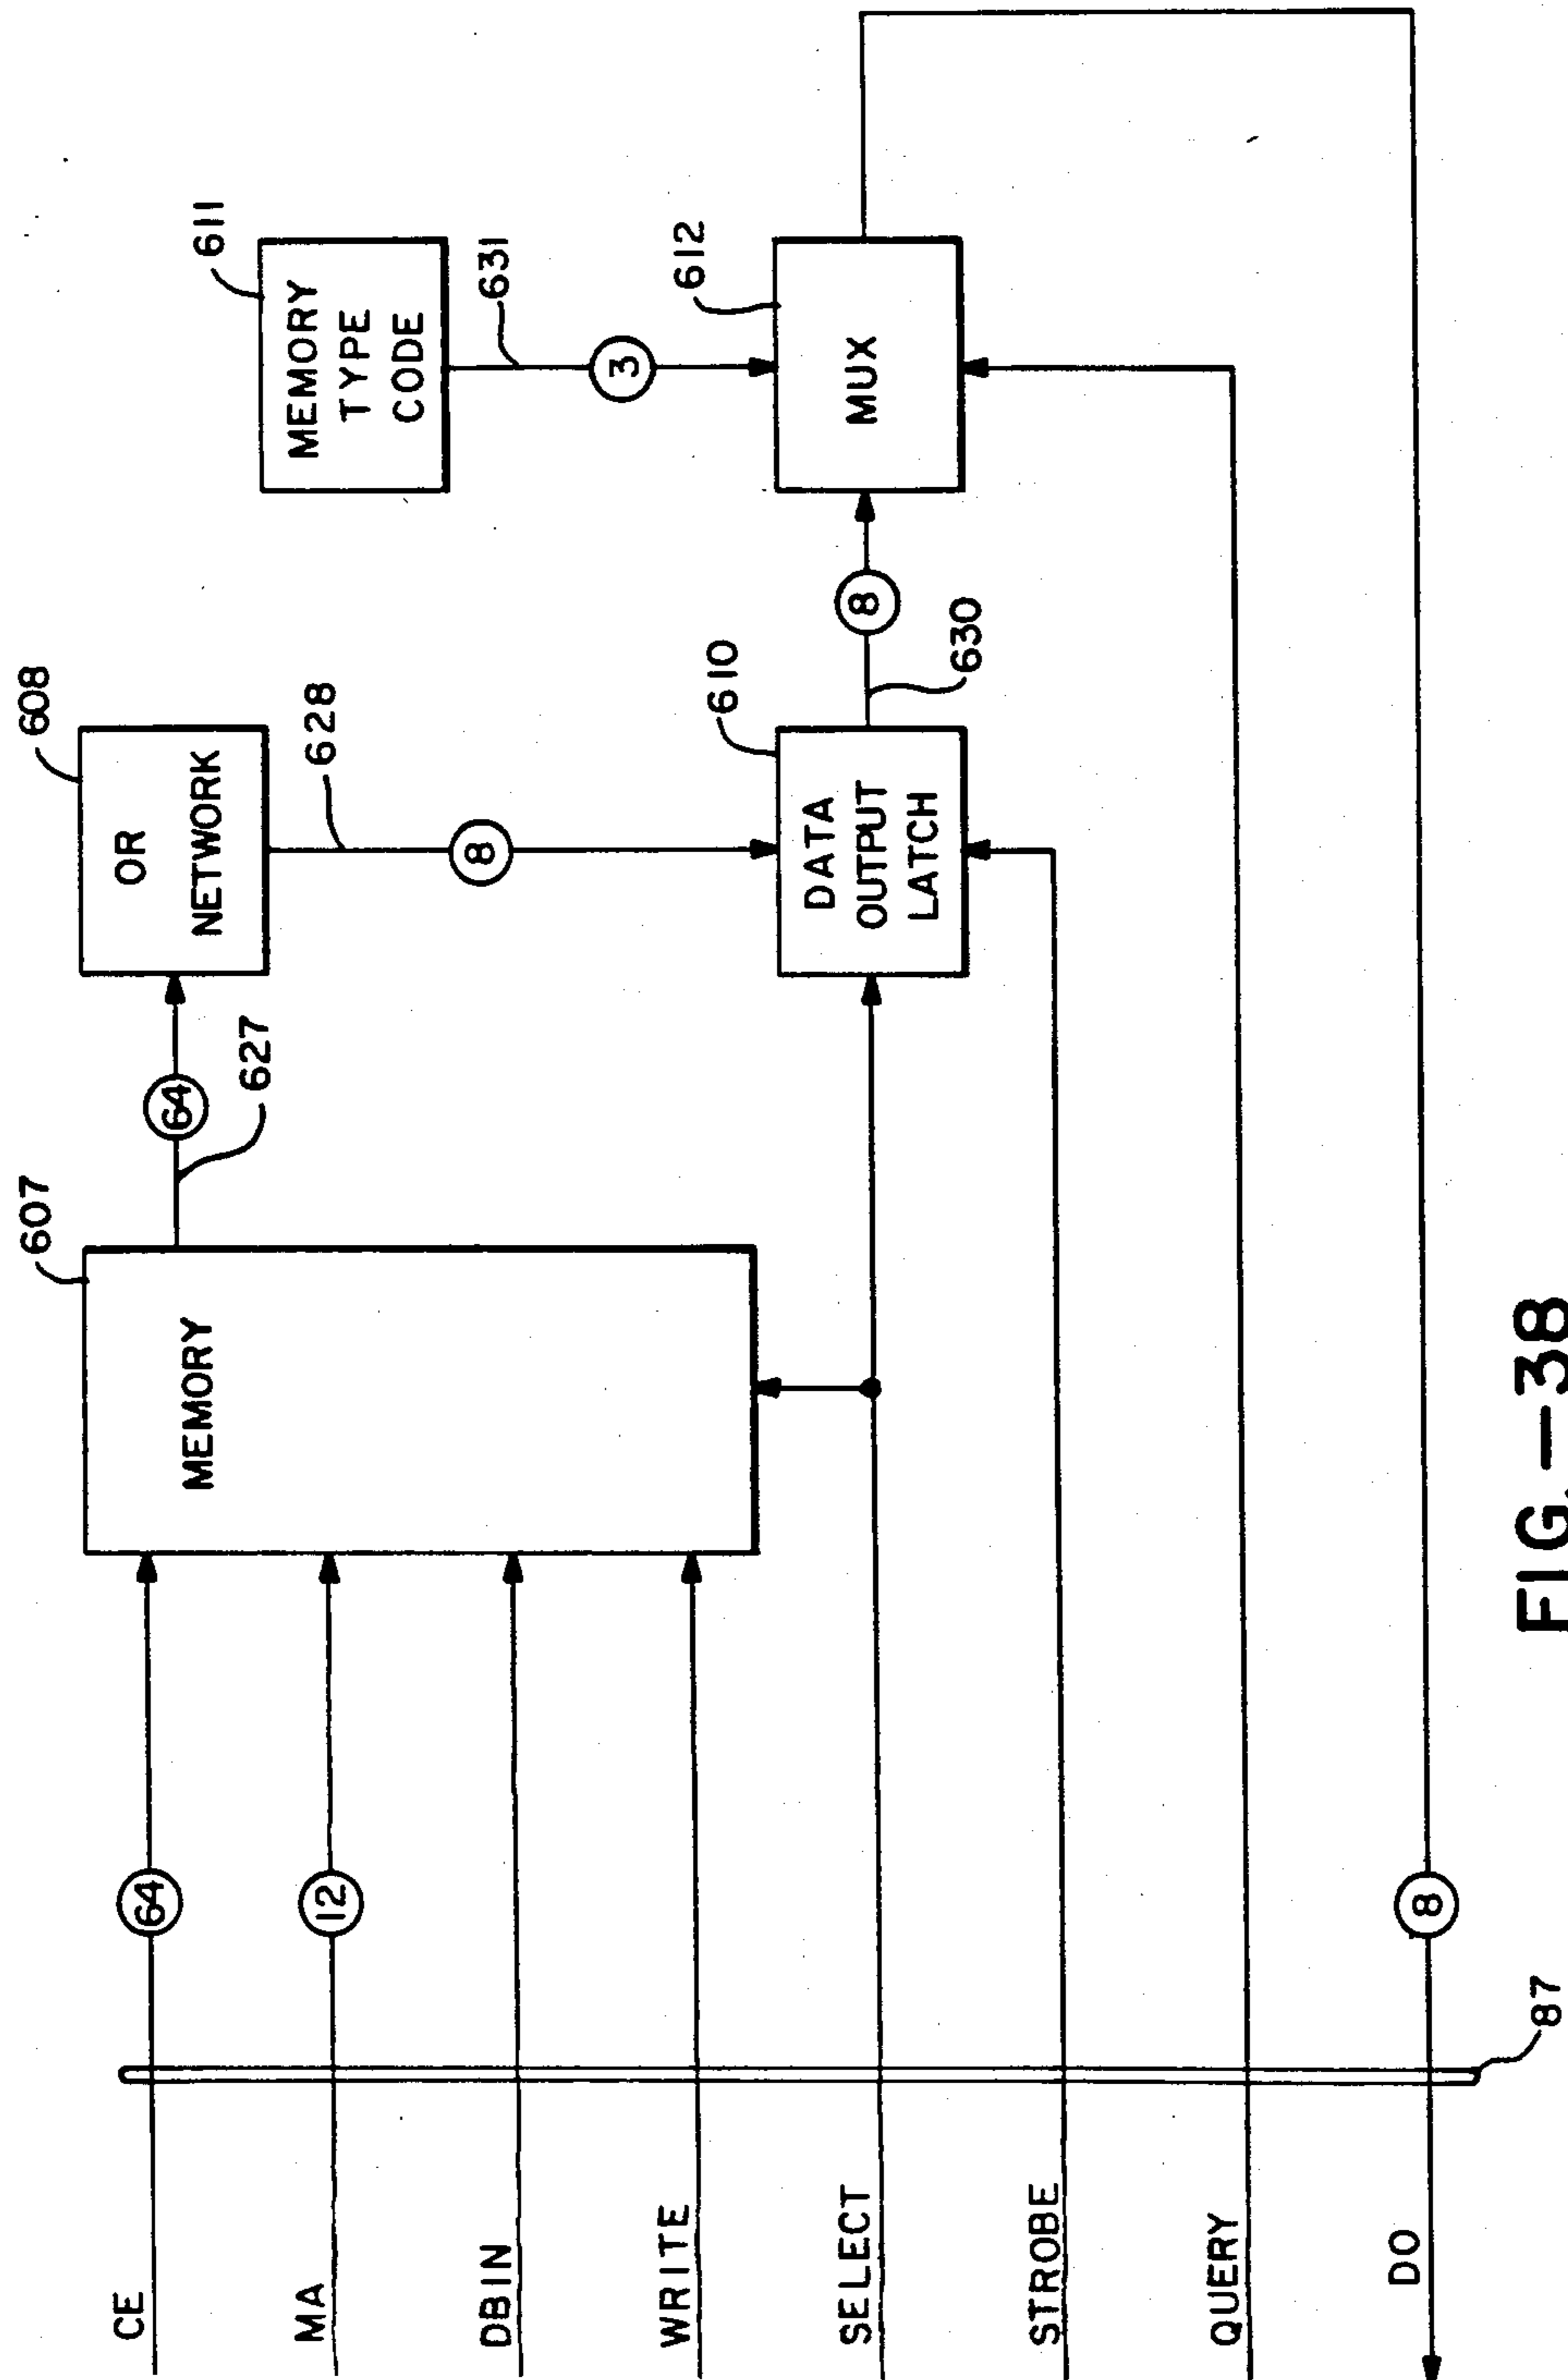 CE
MA
DBIN
WRITE
SELECT
STROBE
QUERY
DO
64
12
8
87
607
MEMORY
64
627
608
OR
NETWORK
628
8
610
DATA
OUTPUT
LATCH
8
630
611
MEMORY
TYPE
CODE
631
3
612
MUX
FIG.—38